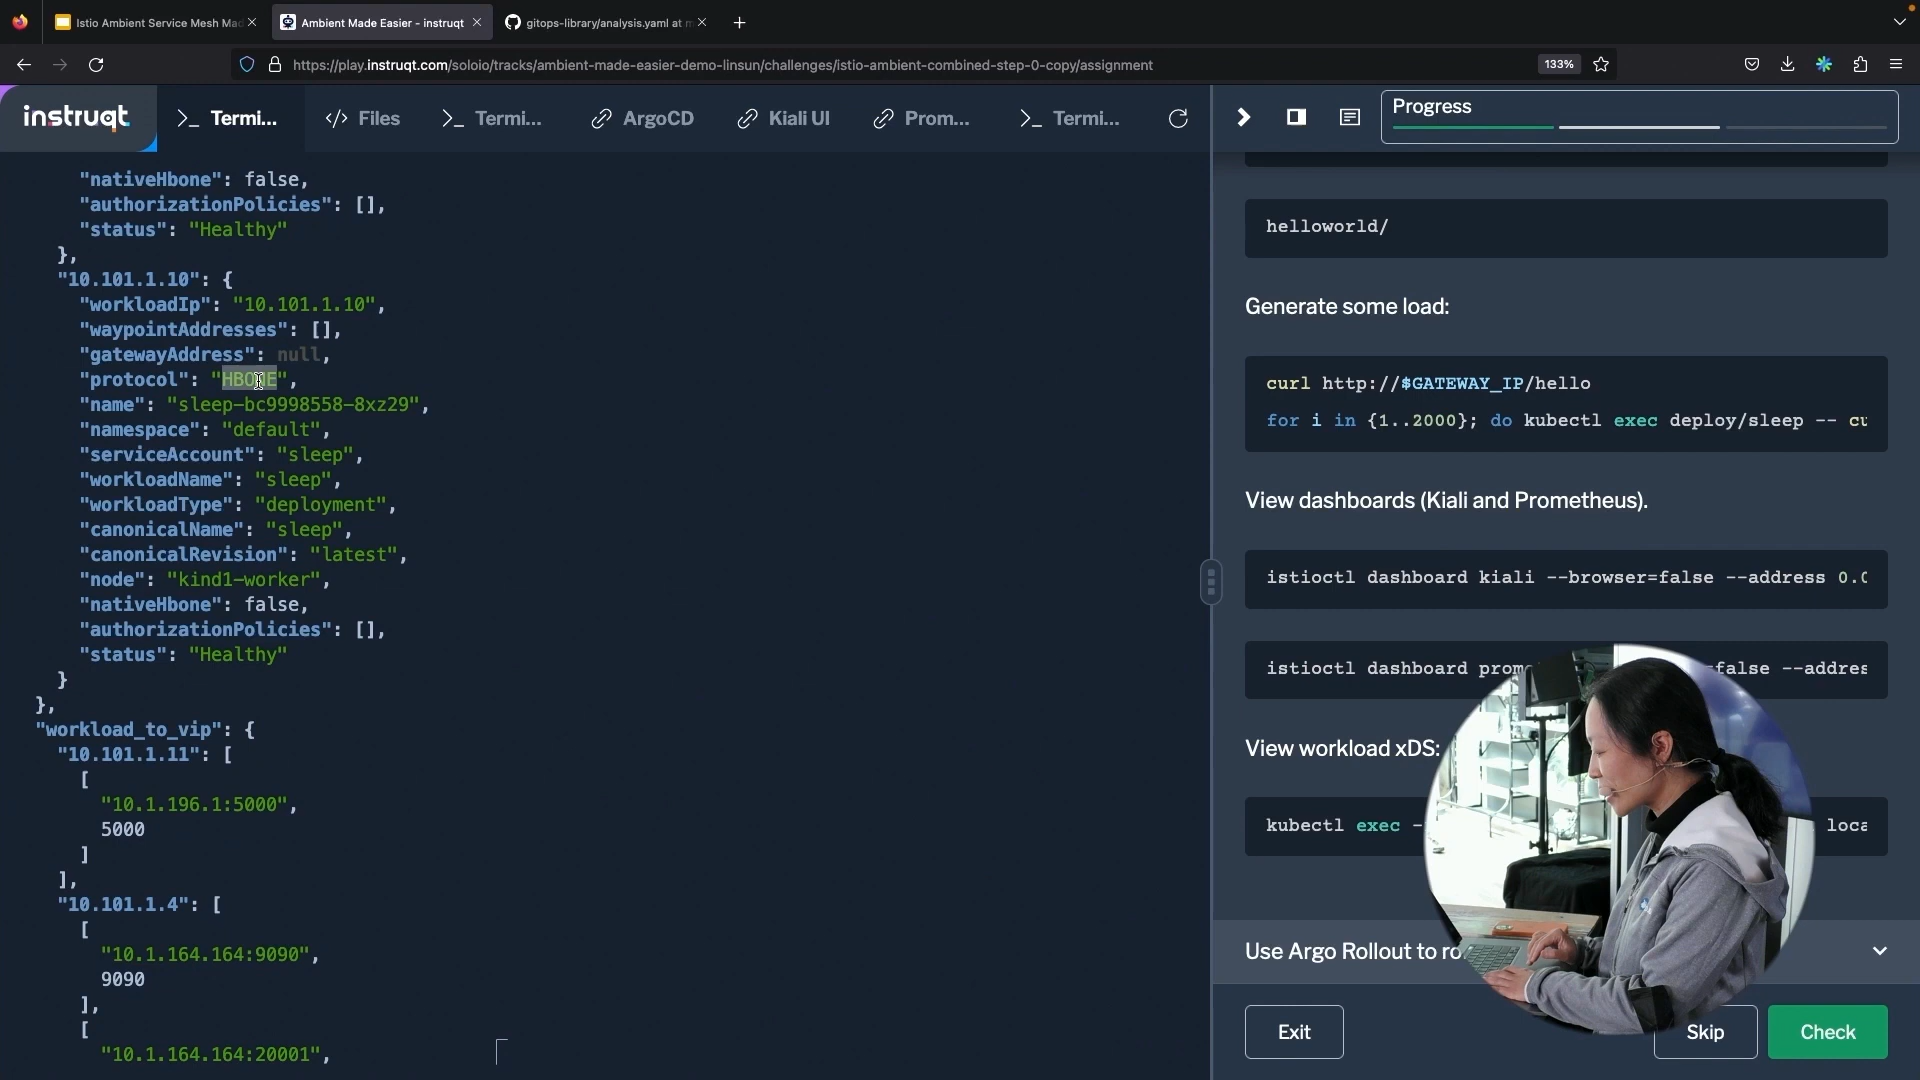 Istio Ambient Service Mesh Mad
Ambient Made Easier - instruqt
gitops-library/analysis.yaml at m
https://play.instruqt.com/soloio/tracks/ambient-made-easier-demo-linsun/challenges/istio-ambient-combined-step-0-copy/assignment
133%
instruqt
>_ Termi...
</> Files
>_ Termi...
ArgoCD
Kiali UI
Prom...
>_ Termi...
Progress
"nativeHbone": false,
"authorizationPolicies": [],
"status": "Healthy"
},
"10.101.1.10": {
"workloadIp": "10.101.1.10",
"waypointAddresses": [],
"gatewayAddress": null,
"protocol": "HBONE",
"name": "sleep-bc9998558-8xz29",
"namespace": "default",
"serviceAccount": "sleep",
"workloadName": "sleep",
"workloadType": "deployment",
"canonicalName": "sleep",
"canonicalRevision": "latest",
"node": "kind1-worker",
"nativeHbone": false,
"authorizationPolicies": [],
"status": "Healthy"
}
},
"workload_to_vip": {
"10.101.1.11": [
[
"10.1.196.1:5000",
5000
]
],
"10.101.1.4": [
[
"10.1.164.164:9090",
9090
],
[
"10.1.164.164:20001",
helloworld/
Generate some load:
curl http://$GATEWAY_IP/hello
for i in {1..2000}; do kubectl exec deploy/sleep -- cu
View dashboards (Kiali and Prometheus).
istioctl dashboard kiali --browser=false --address 0.0
istioctl dashboard prom =false --addres
View workload xDS:
kubectl exec - loca
Use Argo Rollout to ro
Exit
Skip
Check